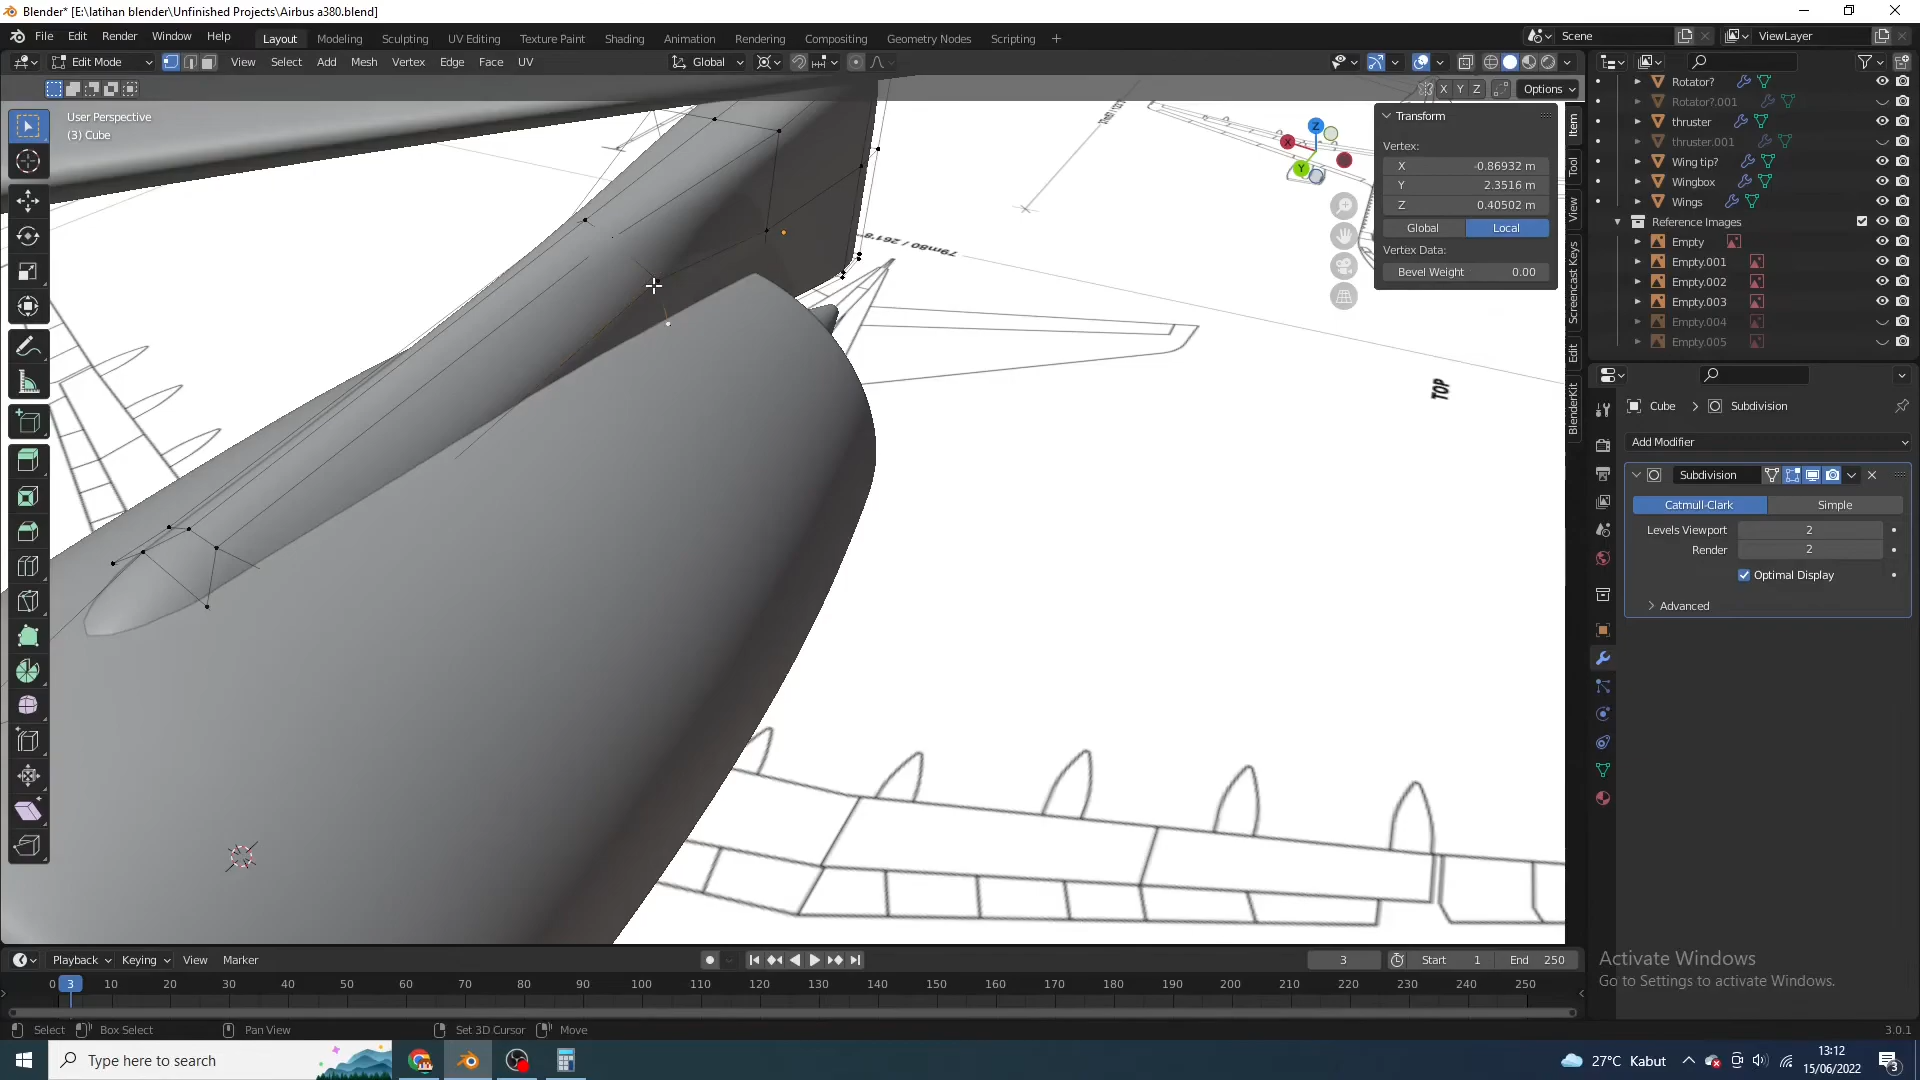 Blender* [E:\latihan blender\Unfinished Projects\Airbus a380.blend]
File Edit Render Window Help
Layout Modeling Sculpting UV Editing Texture Paint Shading Animation Rendering Compositing Geometry Nodes Scripting +
Scene ViewLayer
Edit Mode View Select Add Mesh Vertex Edge Face UV Global
X Y Z Options
User Perspective
(3) Cube
Transform
Vertex:
X -0.86932 m
Y 2.3516 m
Z 0.40502 m
Global Local
Vertex Data:
Bevel Weight 0.00
Item
Tool
View
Screencast Keys
Edit
BlenderKit
Z
X
Y
79m80 / 261'8
TOP
Rotator?
Rotator?.001
thruster
thruster.001
Wing tip?
Wingbox
Wings
Reference Images
Empty
Empty.001
Empty.002
Empty.003
Empty.004
Empty.005
Cube > Subdivision
Add Modifier
Subdivision
Catmull-Clark Simple
Levels Viewport 2
Render 2
Optimal Display
Advanced
Activate Windows
Go to Settings to activate Windows.
Playback Keying View Marker
3 Start 1 End 250
0 3 10 20 30 40 50 60 70 80 90 100 110 120 130 140 150 160 170 180 190 200 210 220 230 240 250
Select Box Select Pan View Set 3D Cursor Move
3.0.1
Type here to search
27°C Kabut
13:12
15/06/2022
3